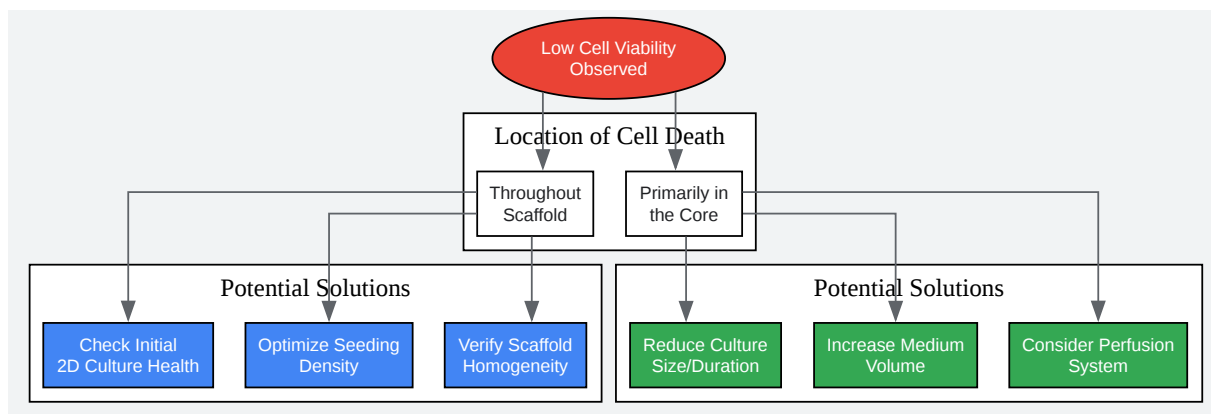 Low Cell Viability
Observed
Location of Cell Death
Throughout
Scaffold
Primarily in
the Core
Potential Solutions
Check Initial
2D Culture Health
Optimize Seeding
Density
Verify Scaffold
Homogeneity
Potential Solutions
Reduce Culture
Size/Duration
Increase Medium
Volume
Consider Perfusion
System